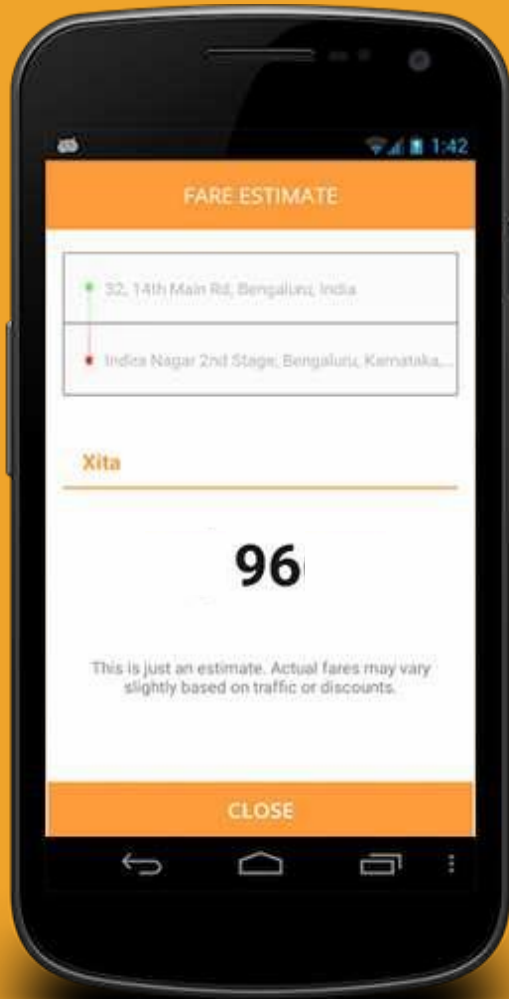 1:42
FARE ESTIMATE
32, 14th Main Rd, Bengaluru, India
Indira Nagar 2nd Stage, Bengaluru, Karnataka,...
Xita
96
This is just an estimate. Actual fares may vary
slightly based on traffic or discounts.
CLOSE